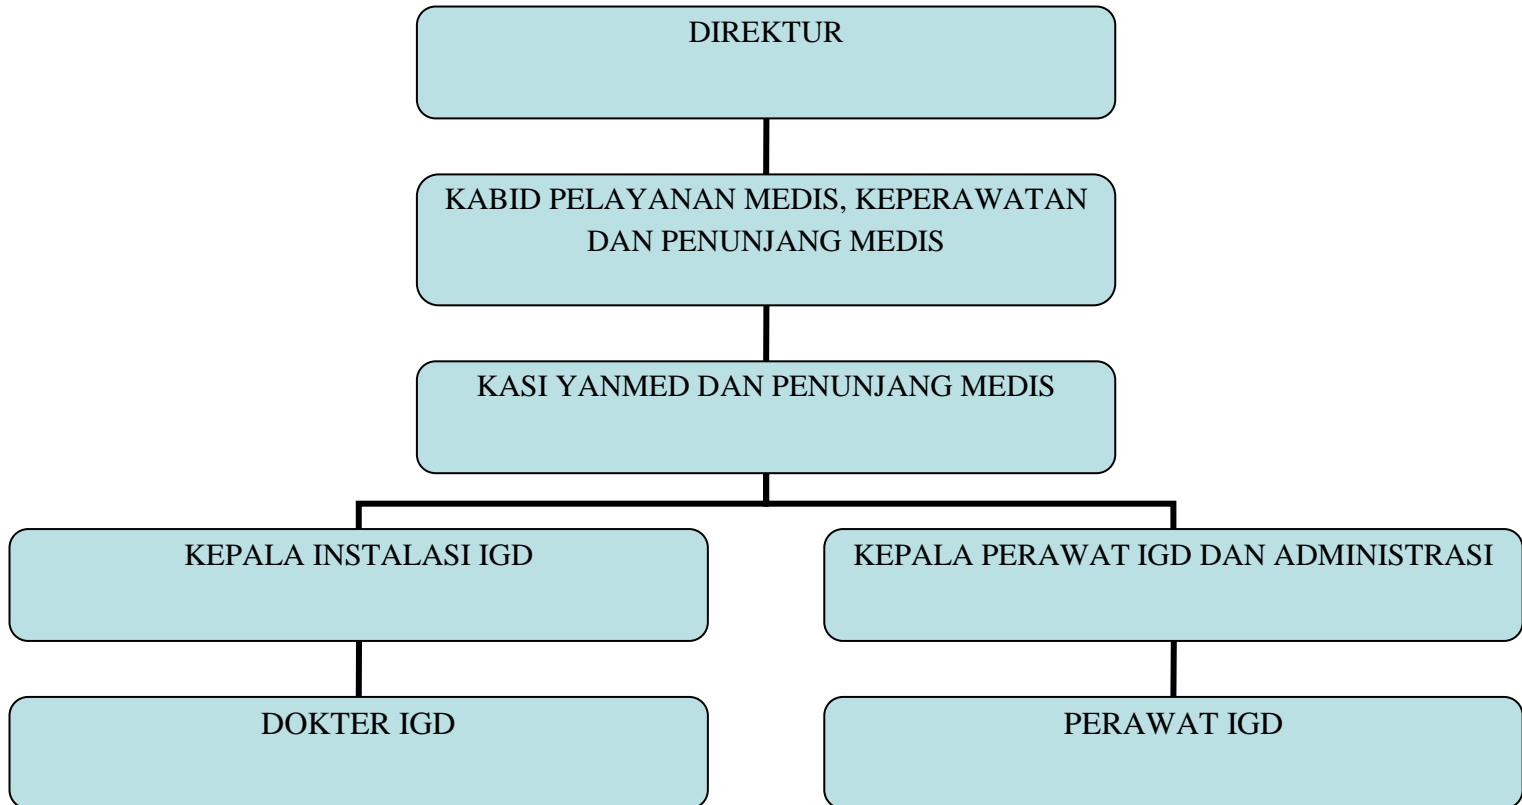 DIREKTUR
KABID PELAYANAN MEDIS, KEPERAWATAN
DAN PENUNJANG MEDIS
KASI YANMED DAN PENUNJANG MEDIS
KEPALA INSTALASI IGD
KEPALA PERAWAT IGD DAN ADMINISTRASI
DOKTER IGD
PERAWAT IGD